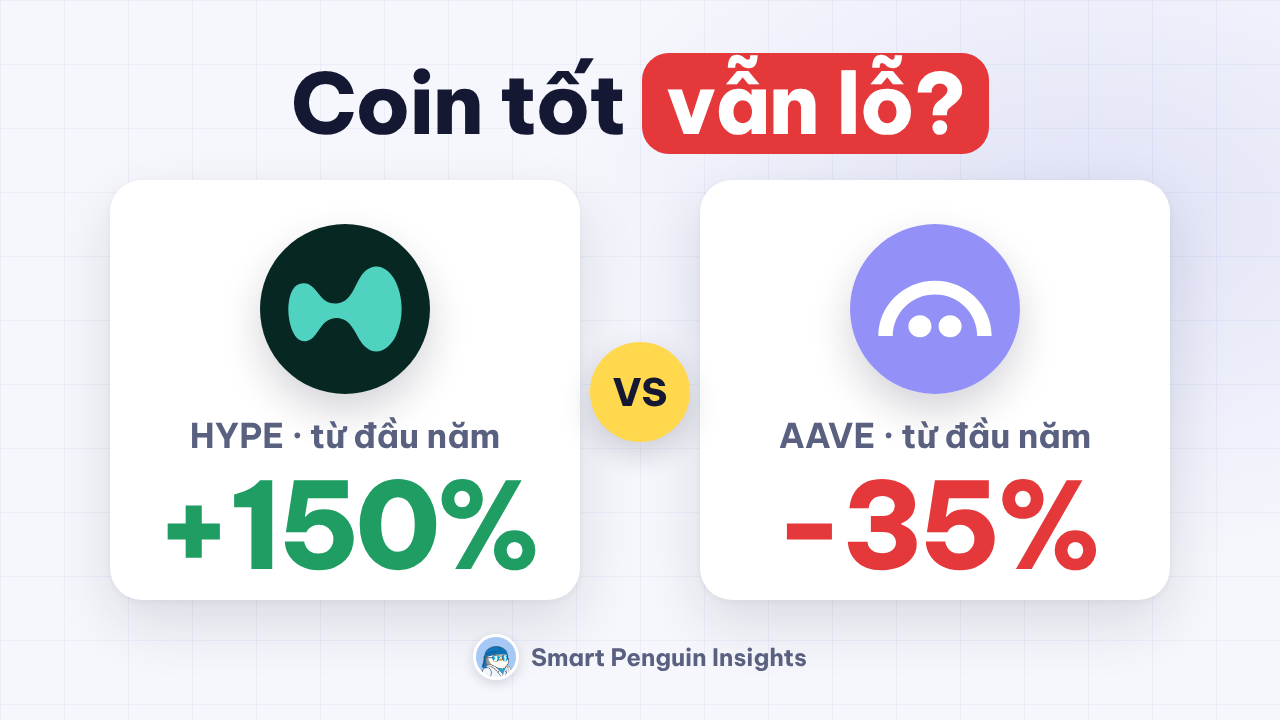 Coin tốt vẫn lỗ?
VS
HYPE · từ đầu năm
+150%
AAVE · từ đầu năm
-35%
Smart Penguin Insights